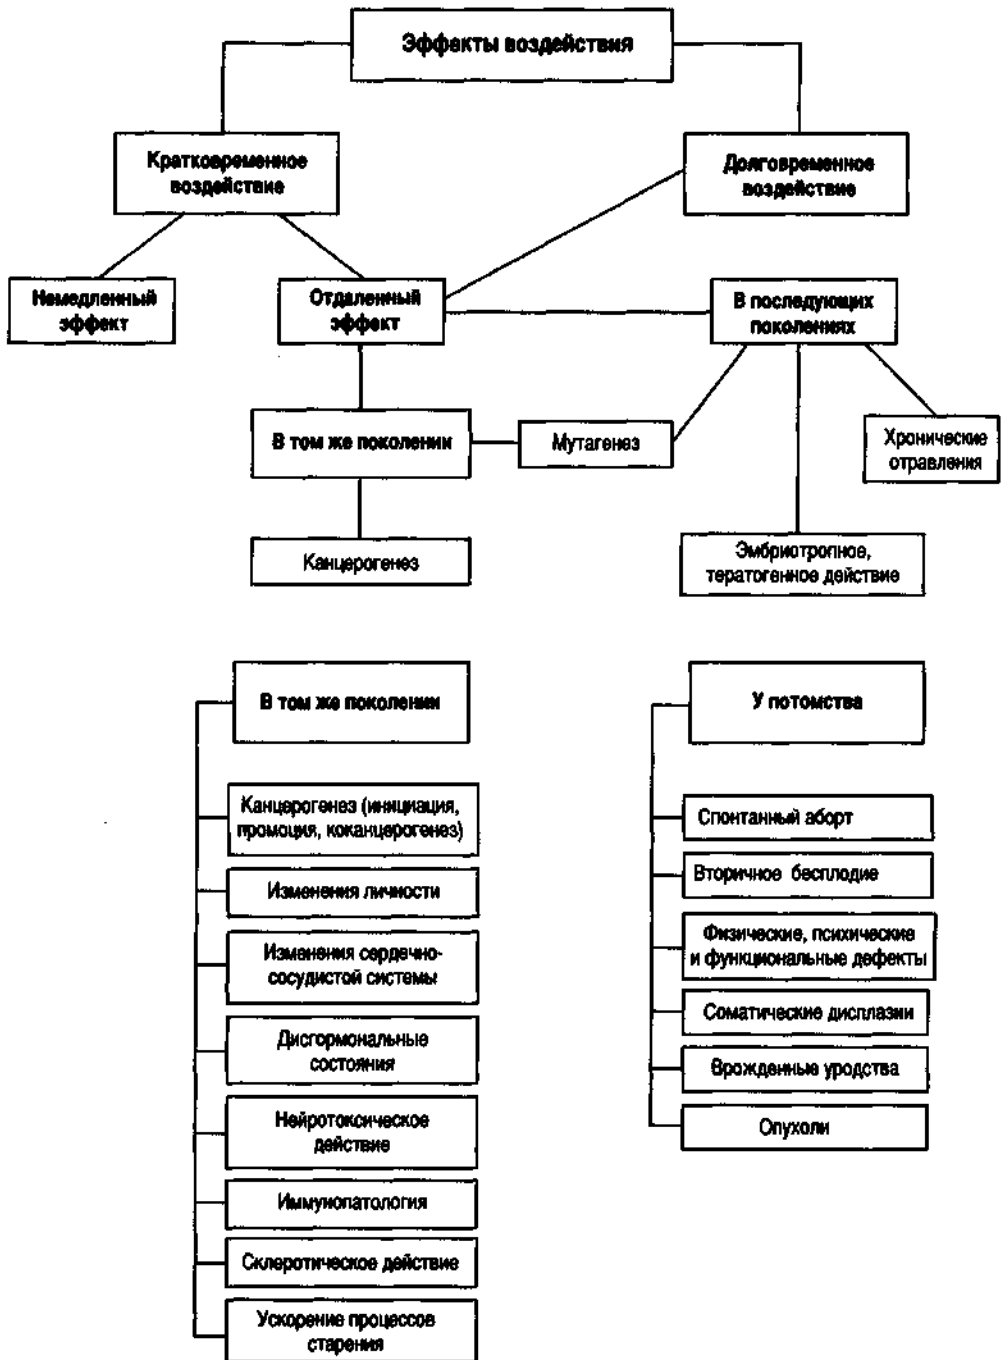 Эффекты воздействия
Кратковременное
воздействие
Долговременное
воздействие
Немедленный
эффект
Отдаленный
эффект
В последующих
поколениях
В том же поколении
Мутагенез
Хронические
отравления
Канцерогенез
Эмбриотропное,
тератогенное действие
В том же поколении
Канцерогенез (инициация,
промоция, коканцерогенез)
Изменения личности
Изменения сердечно-
сосудистой системы
Дисгормональные
состояния
Нейротоксическое
действие
Иммунопатология
Склеротическое действие
Ускорение процессов
старения
У потомства
Спонтанный аборт
Вторичное бесплодие
Физические, психические
и функциональные дефекты
Соматические дисплазии
Врожденные уродства
Опухоли